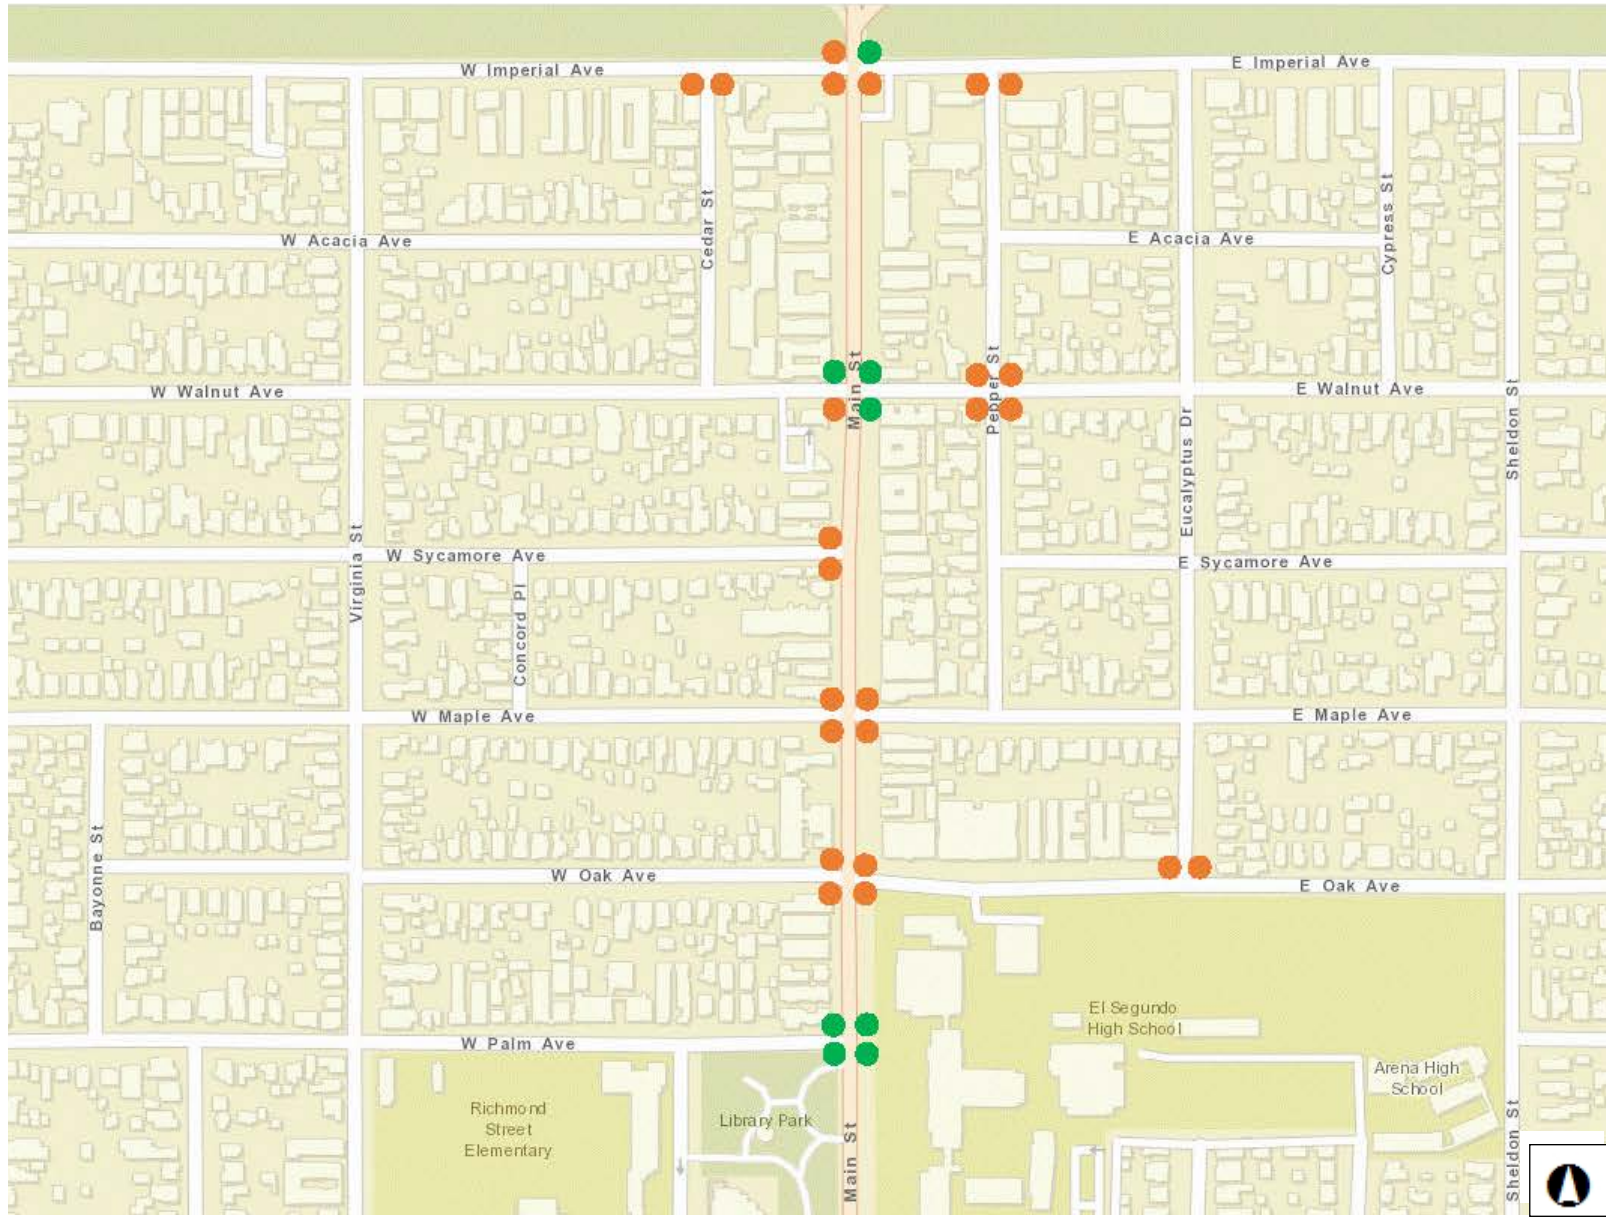 W Imperial Ave
E Imperial Ave
Cedar St
Cypress St
W Acacia Ave
E Acacia Ave
Main St
Pepper St
W Walnut Ave
E Walnut Ave
Sheldon St
Eucalyptus Dr
Virginia St
W Sycamore Ave
E Sycamore Ave
Concord Pl
W Maple Ave
E Maple Ave
Bayonne St
W Oak Ave
E Oak Ave
El Segundo
High School
W Palm Ave
Arena High
School
Richmond
Street
Elementary
Library Park
Main St
Sheldon St